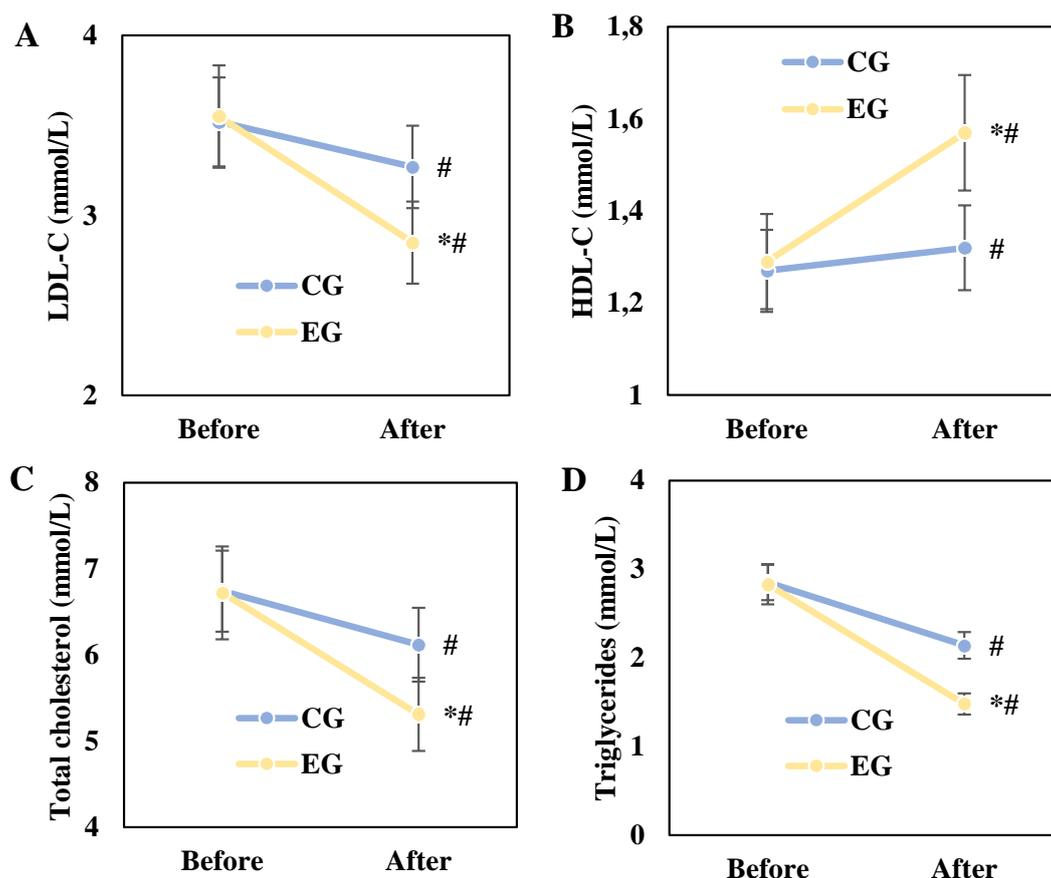 A
LDL-C (mmol/L)
4
3
2
#
*#
CG
EG
Before After
B
HDL-C (mmol/L)
1,8
1,6
1,4
1,2
1
CG
EG
*#
#
Before After
C
Total cholesterol (mmol/L)
8
7
6
5
4
#
*#
CG
EG
Before After
D
Triglycerides (mmol/L)
4
3
2
1
0
#
*#
CG
EG
Before After